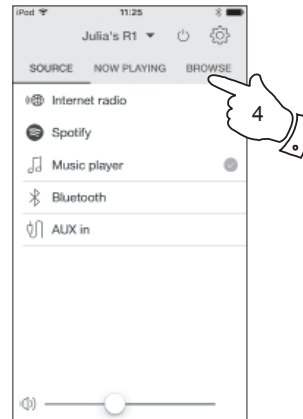 iPod 11:25
Julia's R1
SOURCE NOW PLAYING BROWSE
Internet radio
Spotify
Music player
Bluetooth
AUX in
4